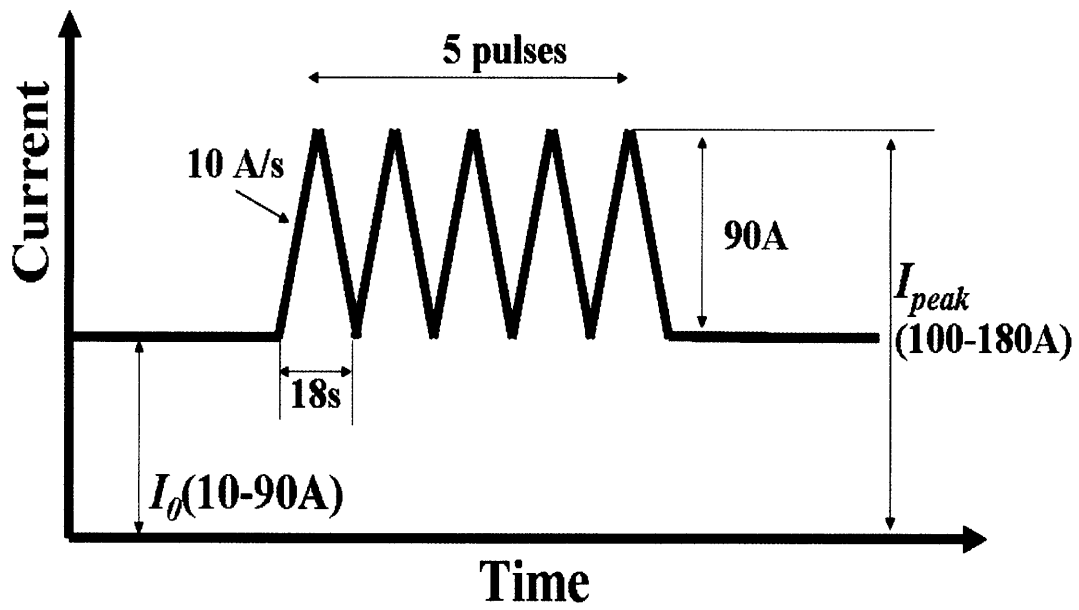 5 pulses
10 A/s
Current
90A
I_peak
(100-180A)
18s
I_0(10-90A)
Time